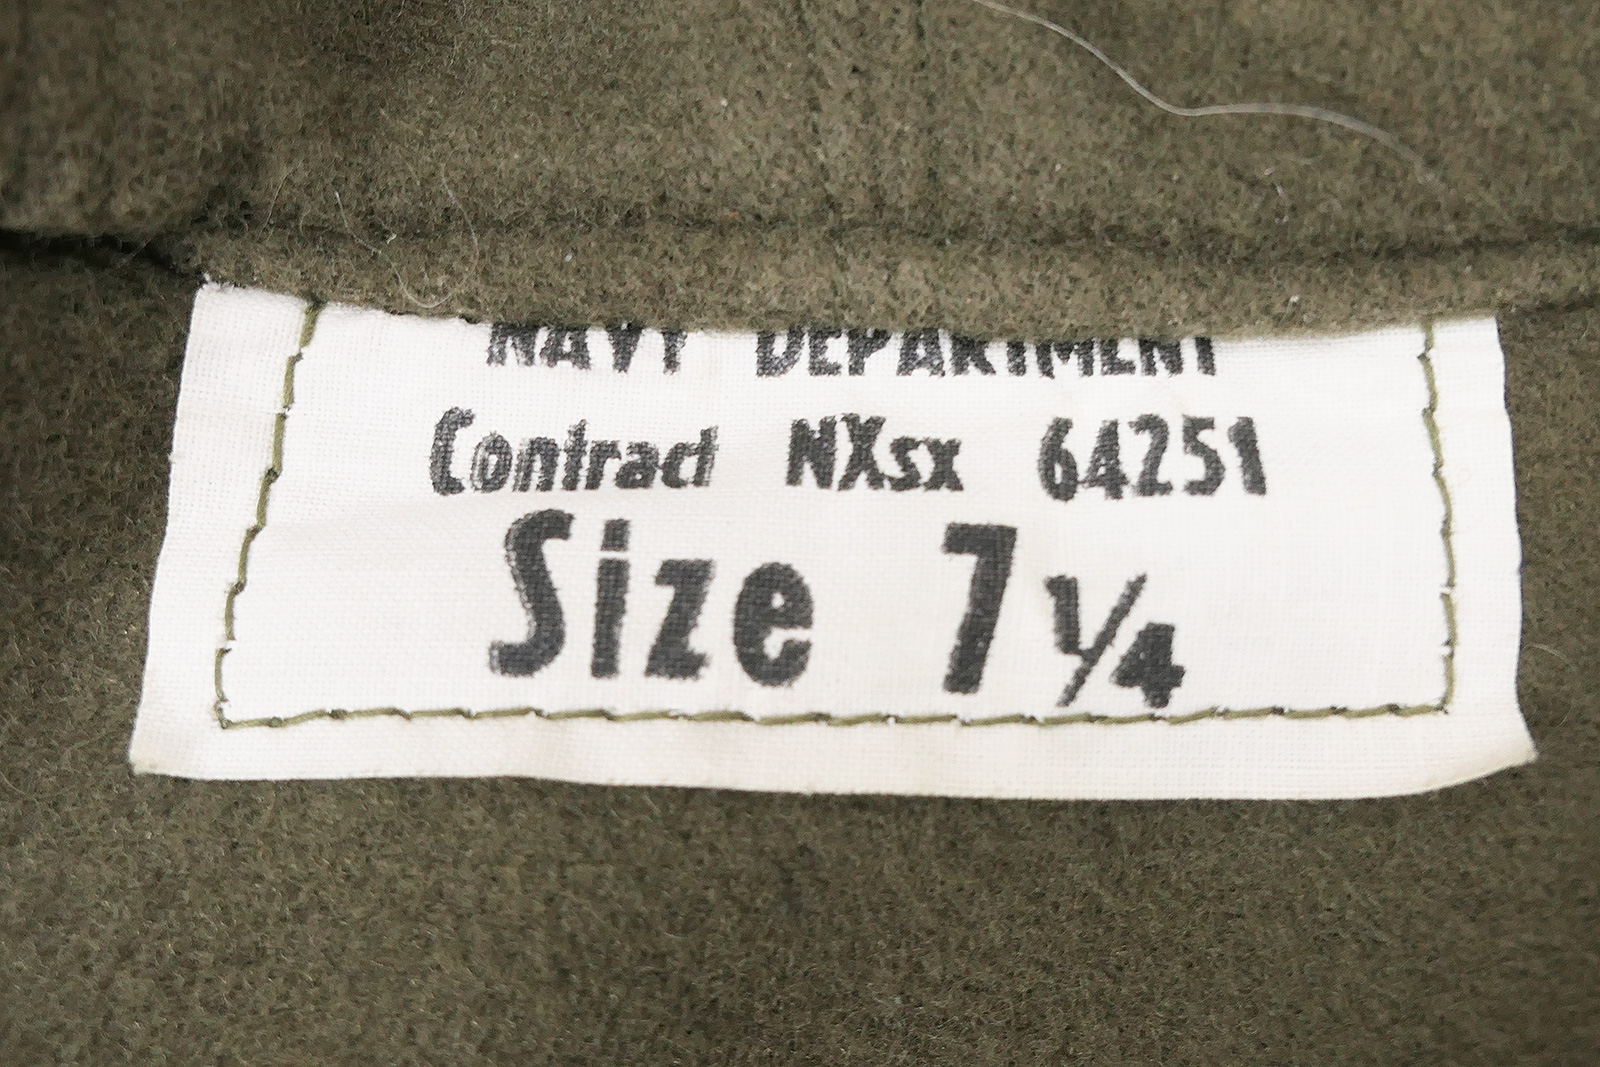 NAVY DEPARTMENT
Contract NXsx 64251
Size 7 1/4